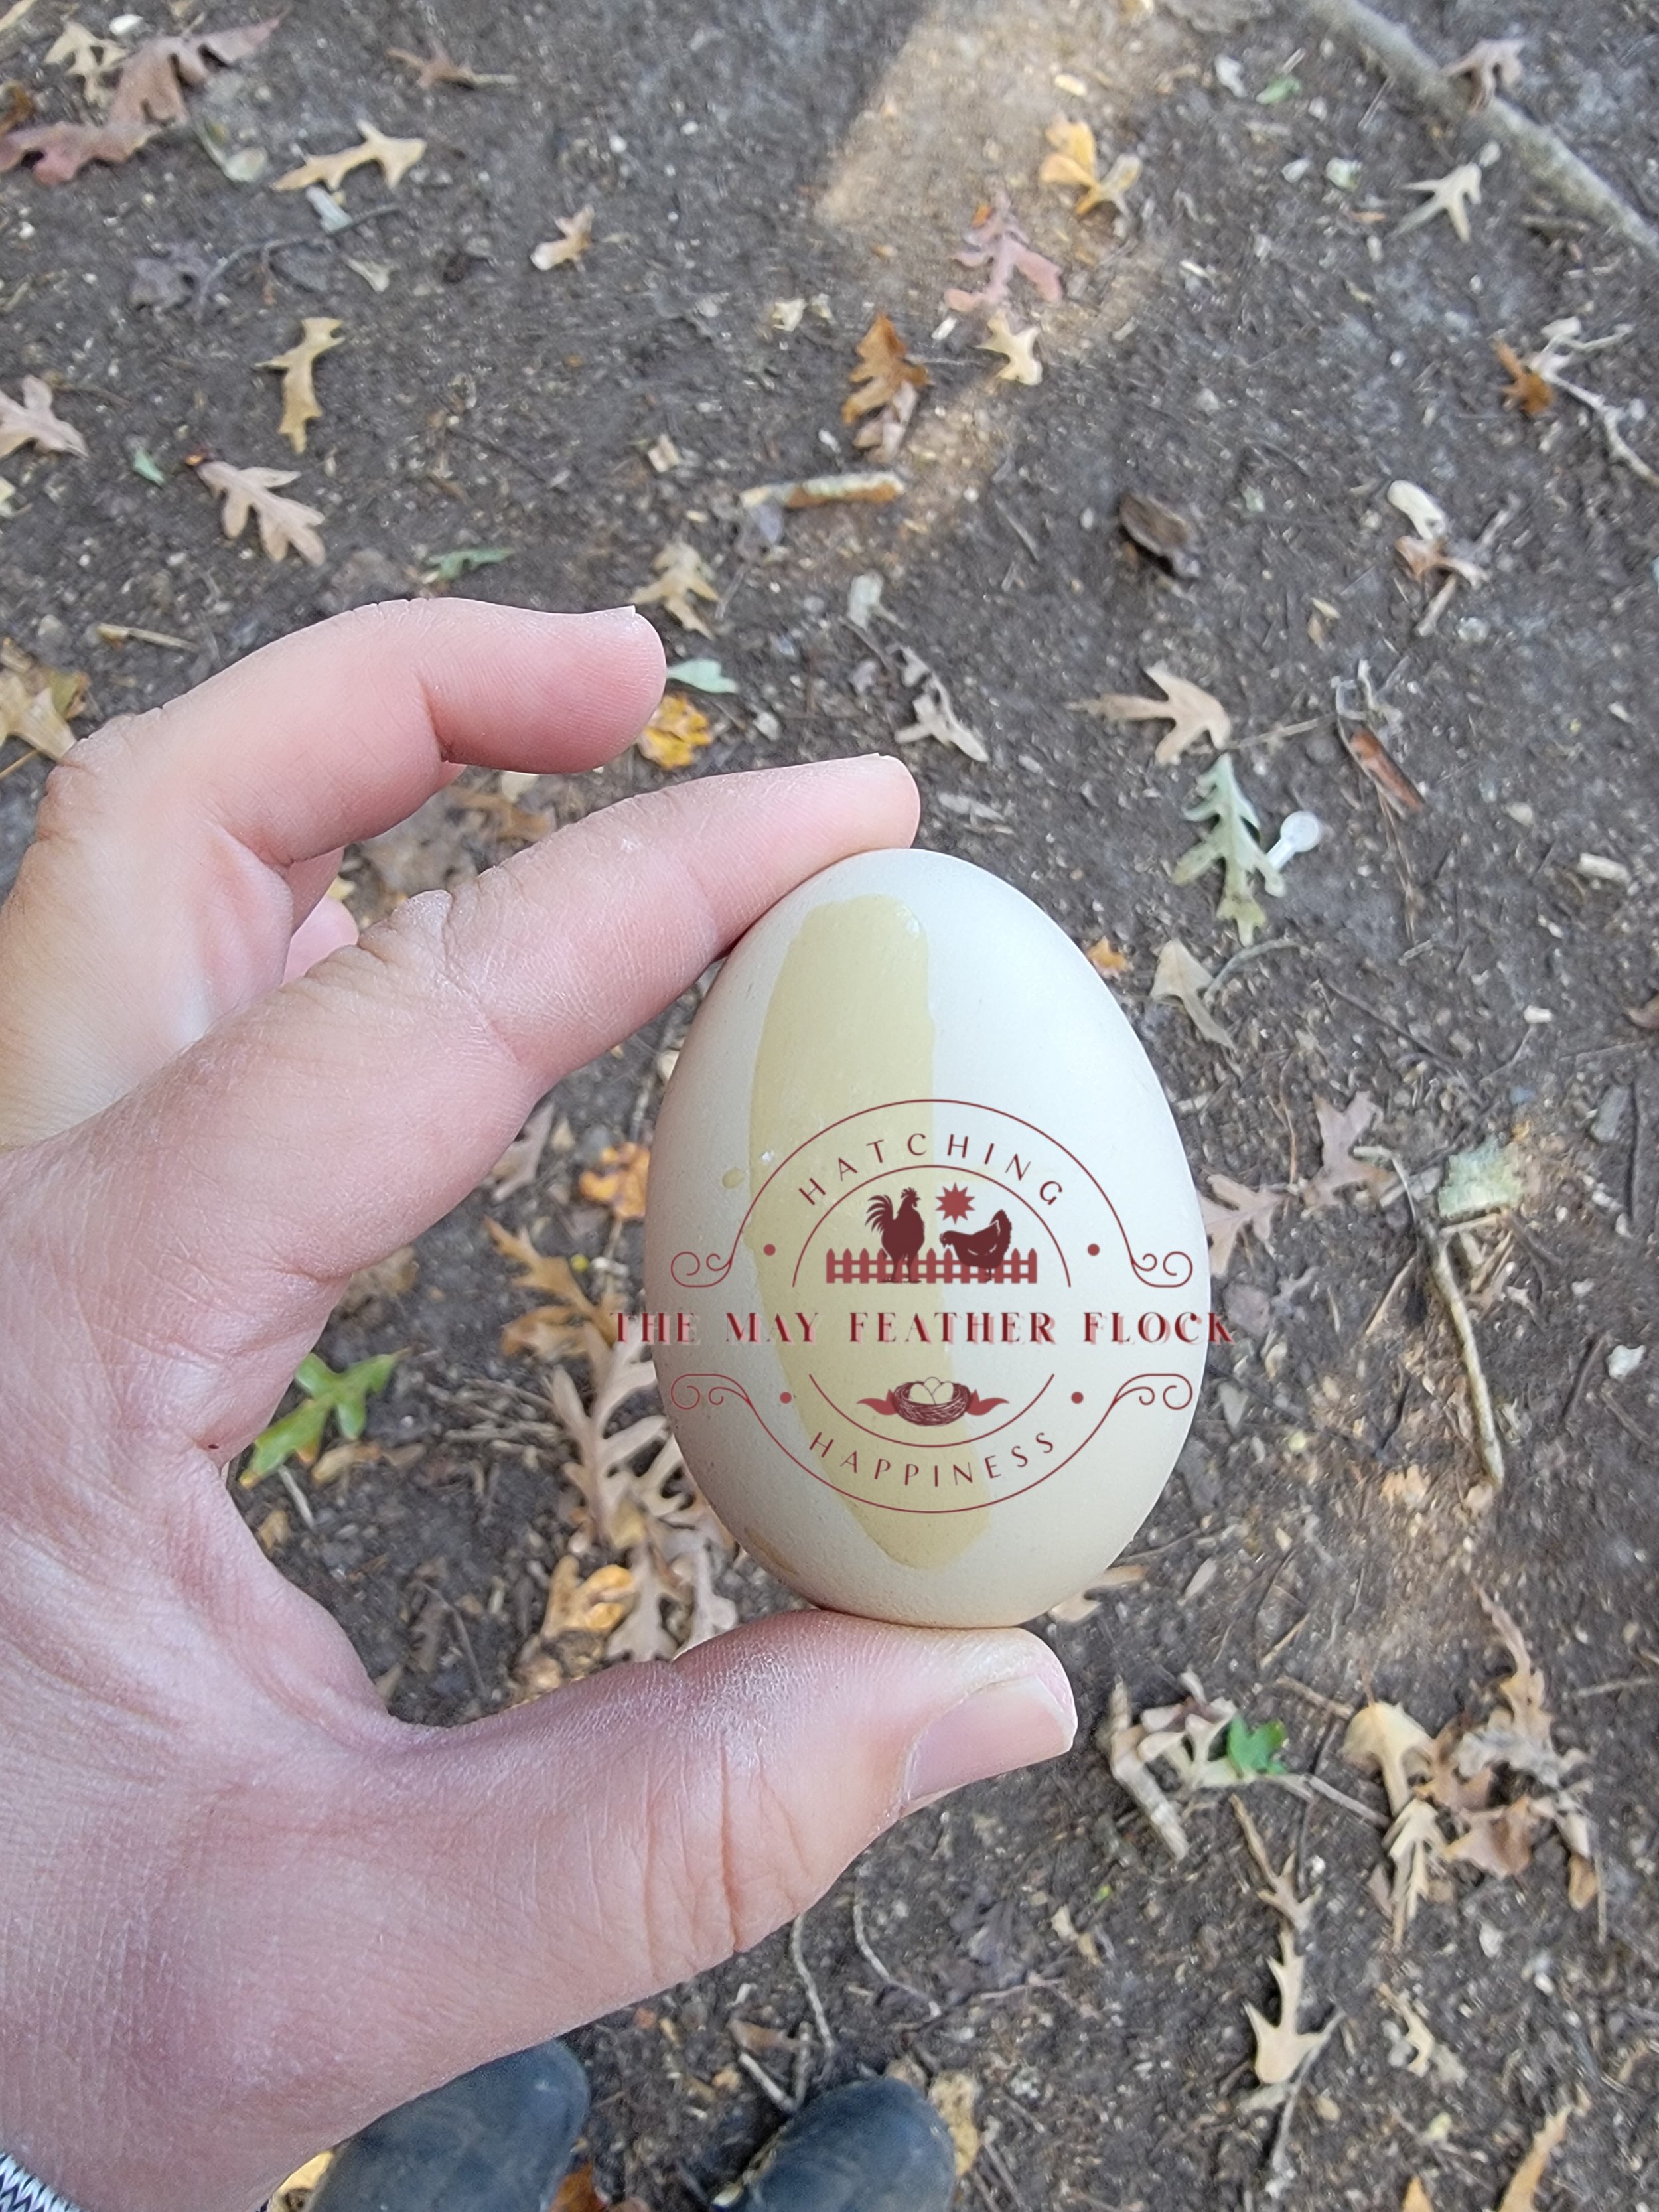 HATCHING
THE MAY FEATHER FLOCK
HAPPINESS